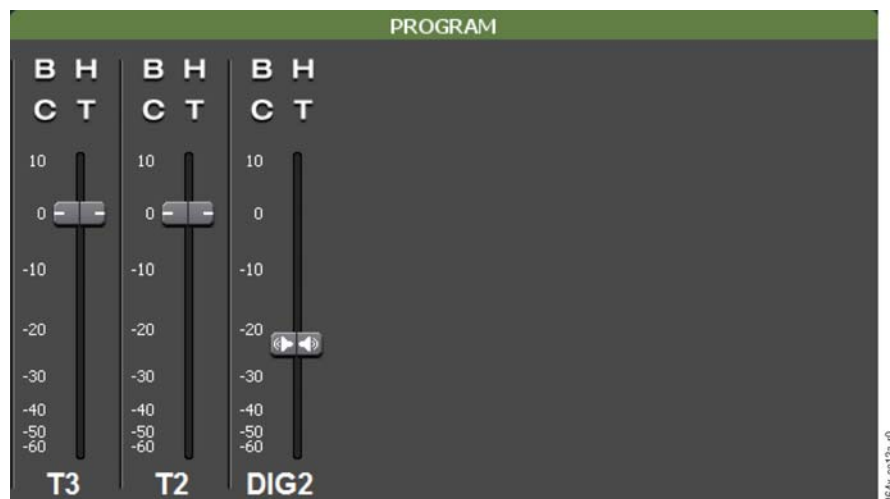 PROGRAM
B H B H B H
C T C T C T
10 10 10
0 0 0
-10 -10 -10
-20 -20 -20
-30 -30 -30
-40 -40 -40
-50 -50 -50
-60 -60 -60
T3 T2 DIG2